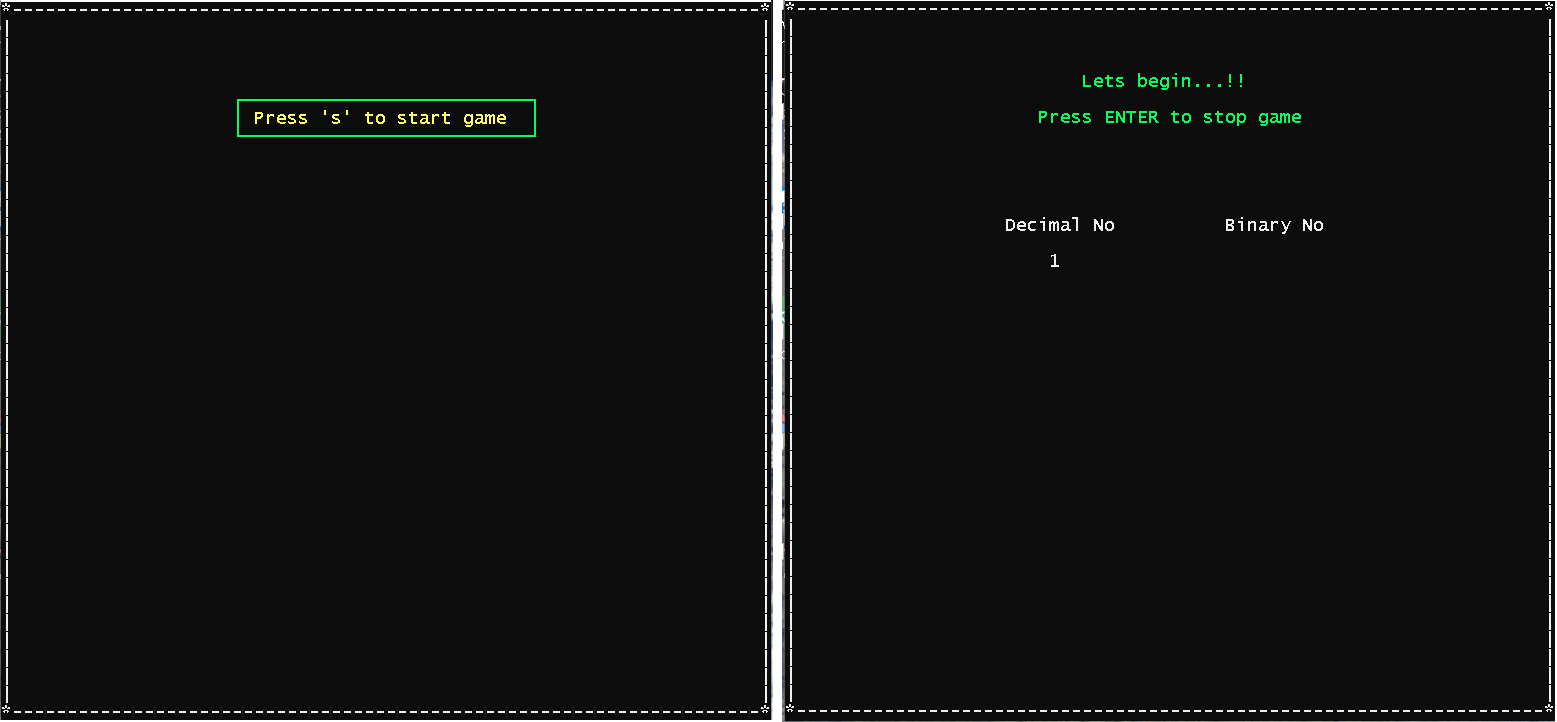 Press 's' to start game
Lets begin...!!
Press ENTER to stop game
Decimal No Binary No
1